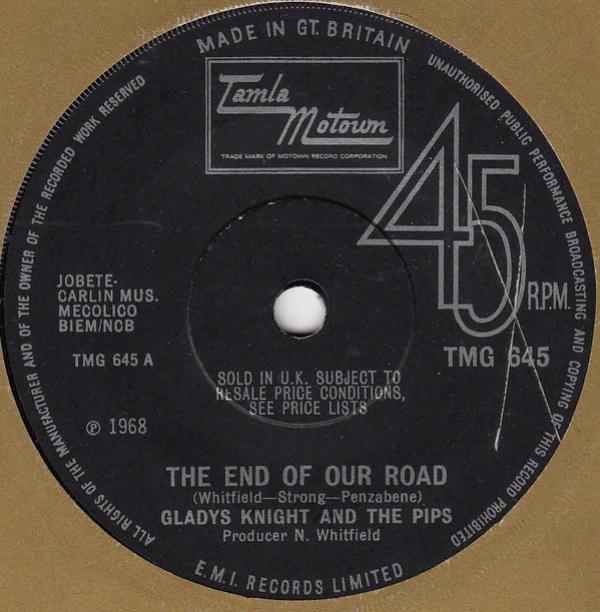 MADE IN GT. BRITAIN
Tamla
Motown
TRADE MARK OF MOTOWN RECORD CORPORATION
45
R.P.M.
TMG 645
JOBETE-
CARLIN MUS.
MECOLICO
BIEM/NCB
TMG 645 A
℗ 1968
SOLD IN U.K. SUBJECT TO
RESALE PRICE CONDITIONS,
SEE PRICE LISTS
THE END OF OUR ROAD
(Whitfield—Strong—Penzabene)
GLADYS KNIGHT AND THE PIPS
Producer N. Whitfield
E.M.I. RECORDS LIMITED
ALL RIGHTS OF THE MANUFACTURER AND OF THE OWNER OF THE RECORDED WORK RESERVED
UNAUTHORISED PUBLIC PERFORMANCE BROADCASTING AND COPYING OF THIS RECORD PROHIBITED